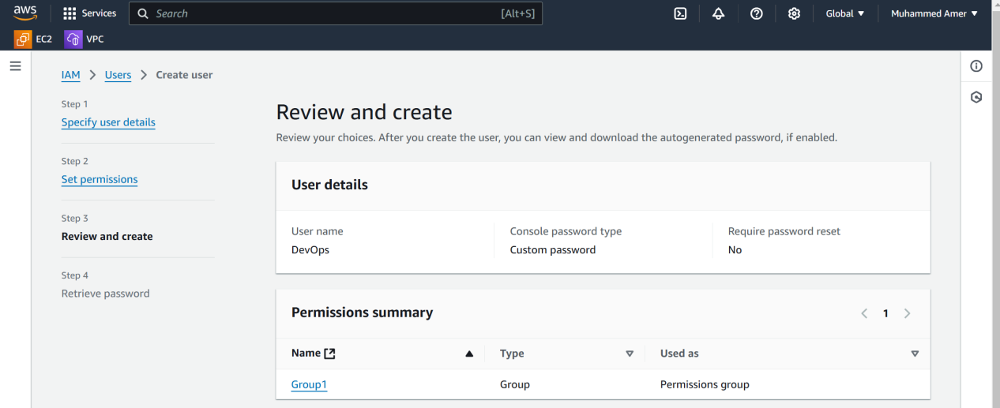 aws Services Search [Alt+S] Global Muhammed Amer
EC2 VPC
IAM Users Create user
Step 1
Specify user details
Step 2
Set permissions
Step 3
Review and create
Step 4
Retrieve password
Review and create
Review your choices. After you create the user, you can view and download the autogenerated password, if enabled.
User details
User name Console password type Require password reset
DevOps Custom password No
Permissions summary 1
Name Type Used as
Group1 Group Permissions group